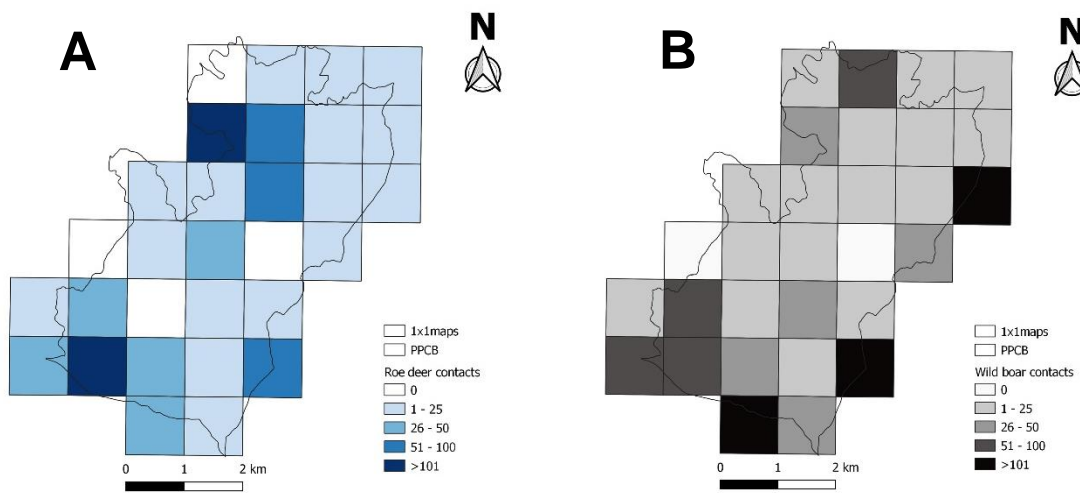 A
N
1x1maps
PPCB
Roe deer contacts
0
1 - 25
26 - 50
51 - 100
>101
0 1 2 km
B
N
1x1maps
PPCB
Wild boar contacts
0
1 - 25
26 - 50
51 - 100
>101
0 1 2 km